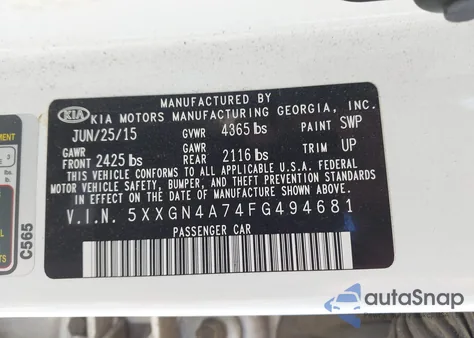 MANUFACTURED BY
KIA KIA MOTORS MANUFACTURING GEORGIA, INC.
JUN/25/15 GVWR 4365 lbs PAINT SWP
GAWR FRONT 2425 lbs GAWR REAR 2116 lbs TRIM UP
THIS VEHICLE CONFORMS TO ALL APPLICABLE U.S.A. FEDERAL
MOTOR VEHICLE SAFETY, BUMPER, AND THEFT PREVENTION STANDARDS
IN EFFECT ON THE DATE OF MANUFACTURE SHOWN ABOVE.
V.I.N. 5XXGN4A74FG494681
PASSENGER CAR
C565
autoSnap